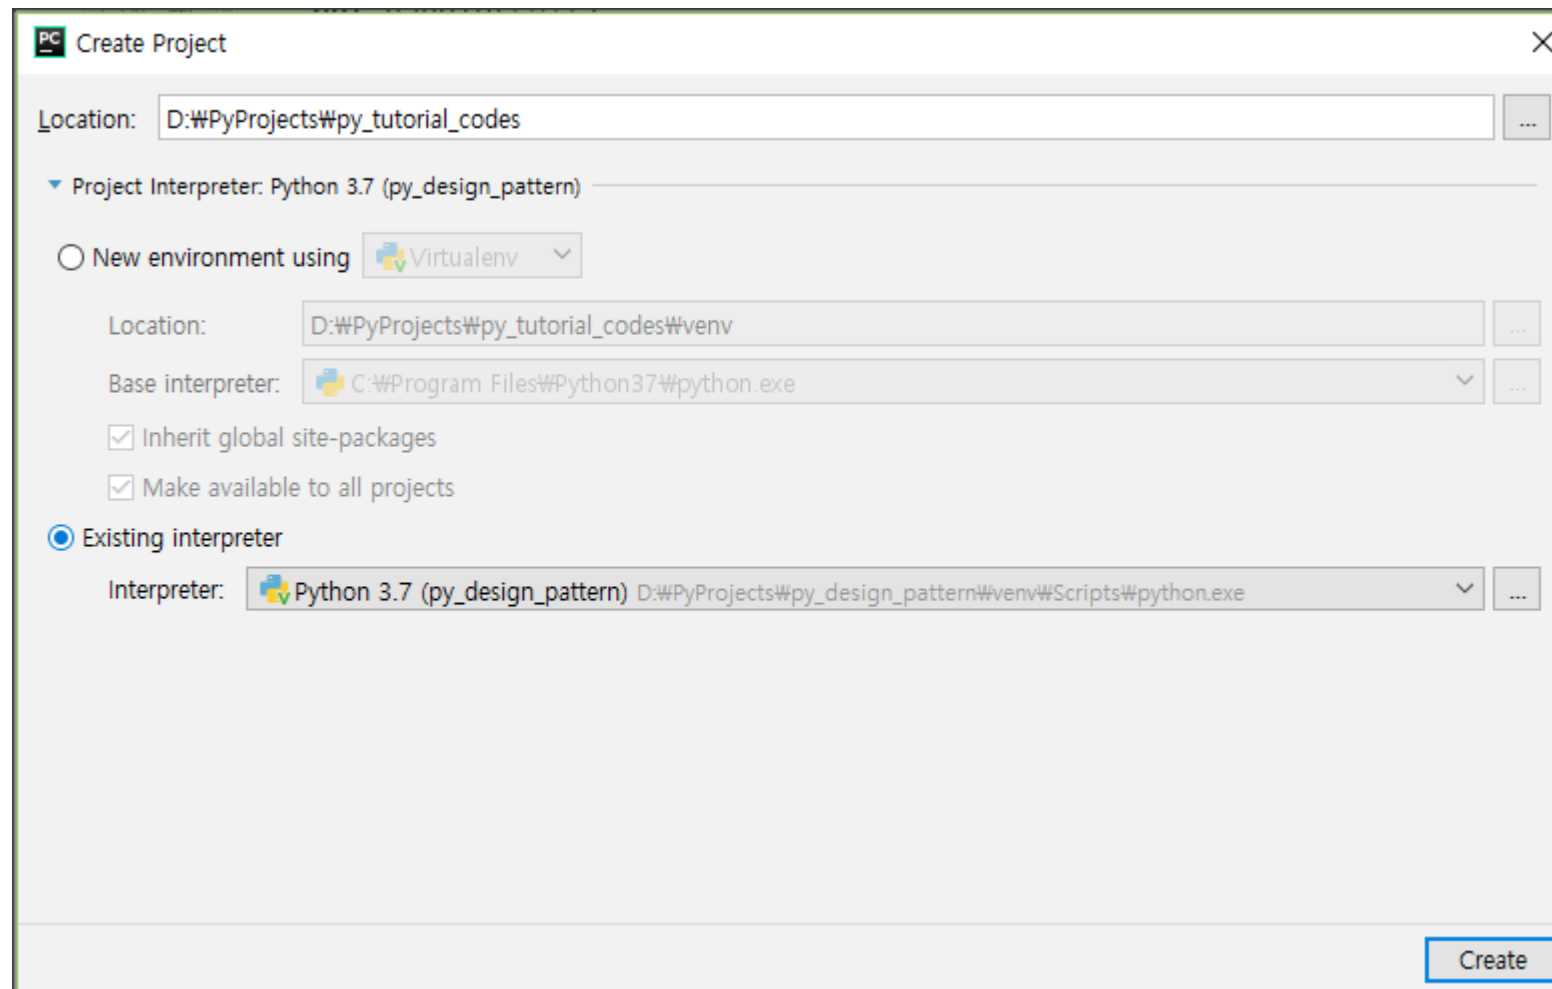 PC Create Project
Location: D:₩PyProjects₩py_tutorial_codes ...
Project Interpreter: Python 3.7 (py_design_pattern)
New environment using Virtualenv
Location: D:₩PyProjects₩py_tutorial_codes₩venv ...
Base interpreter: C:₩Program Files₩Python37₩python.exe ...
Inherit global site-packages
Make available to all projects
Existing interpreter
Interpreter: Python 3.7 (py_design_pattern) D:₩PyProjects₩py_design_pattern₩venv₩Scripts₩python.exe ...
Create